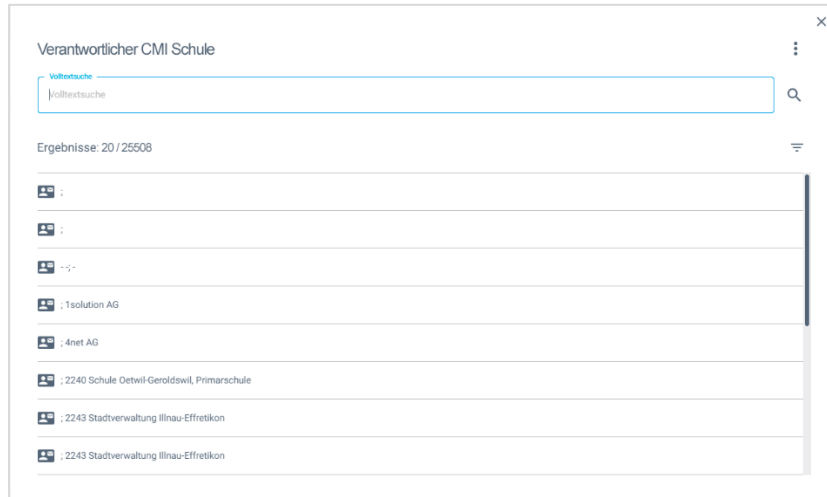 Verantwortlicher CMI Schule
Volltextsuche
Volltextsuche
Ergebnisse: 20 / 25508
;
;
- -; -
; 1solution AG
; 4net AG
; 2240 Schule Oetwil-Geroldswil, Primarschule
; 2243 Stadtverwaltung Illnau-Effretikon
; 2243 Stadtverwaltung Illnau-Effretikon